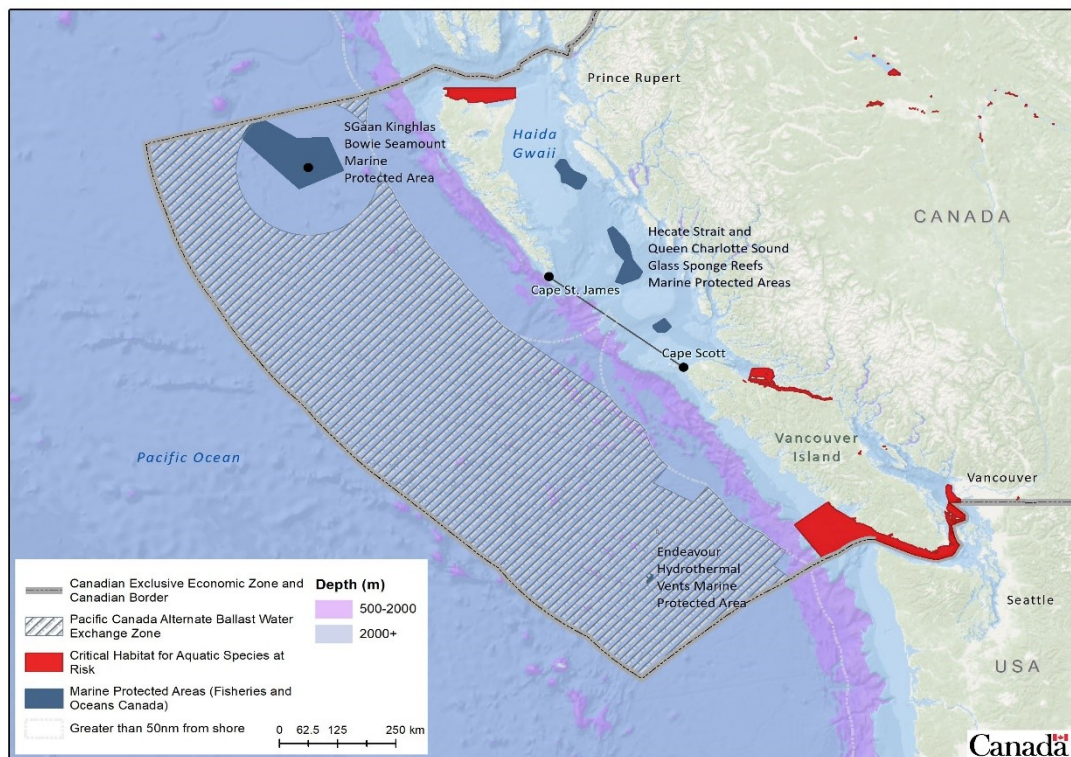 Prince Rupert
SGaan Kinghlas
Bowie Seamount
Marine
Protected Area
Haida
Gwaii
CANADA
Hecate Strait and
Queen Charlotte Sound
Glass Sponge Reefs
Marine Protected Areas
Cape St. James
Cape Scott
Pacific Ocean
Vancouver
Island
Vancouver
Endeavour
Hydrothermal
Vents Marine
Protected Area
Seattle
USA
Canadian Exclusive Economic Zone and
Canadian Border
Pacific Canada Alternate Ballast Water
Exchange Zone
Critical Habitat for Aquatic Species at
Risk
Marine Protected Areas (Fisheries and
Oceans Canada)
Greater than 50nm from shore
Depth (m)
500-2000
2000+
0 62.5 125 250 km
Canada